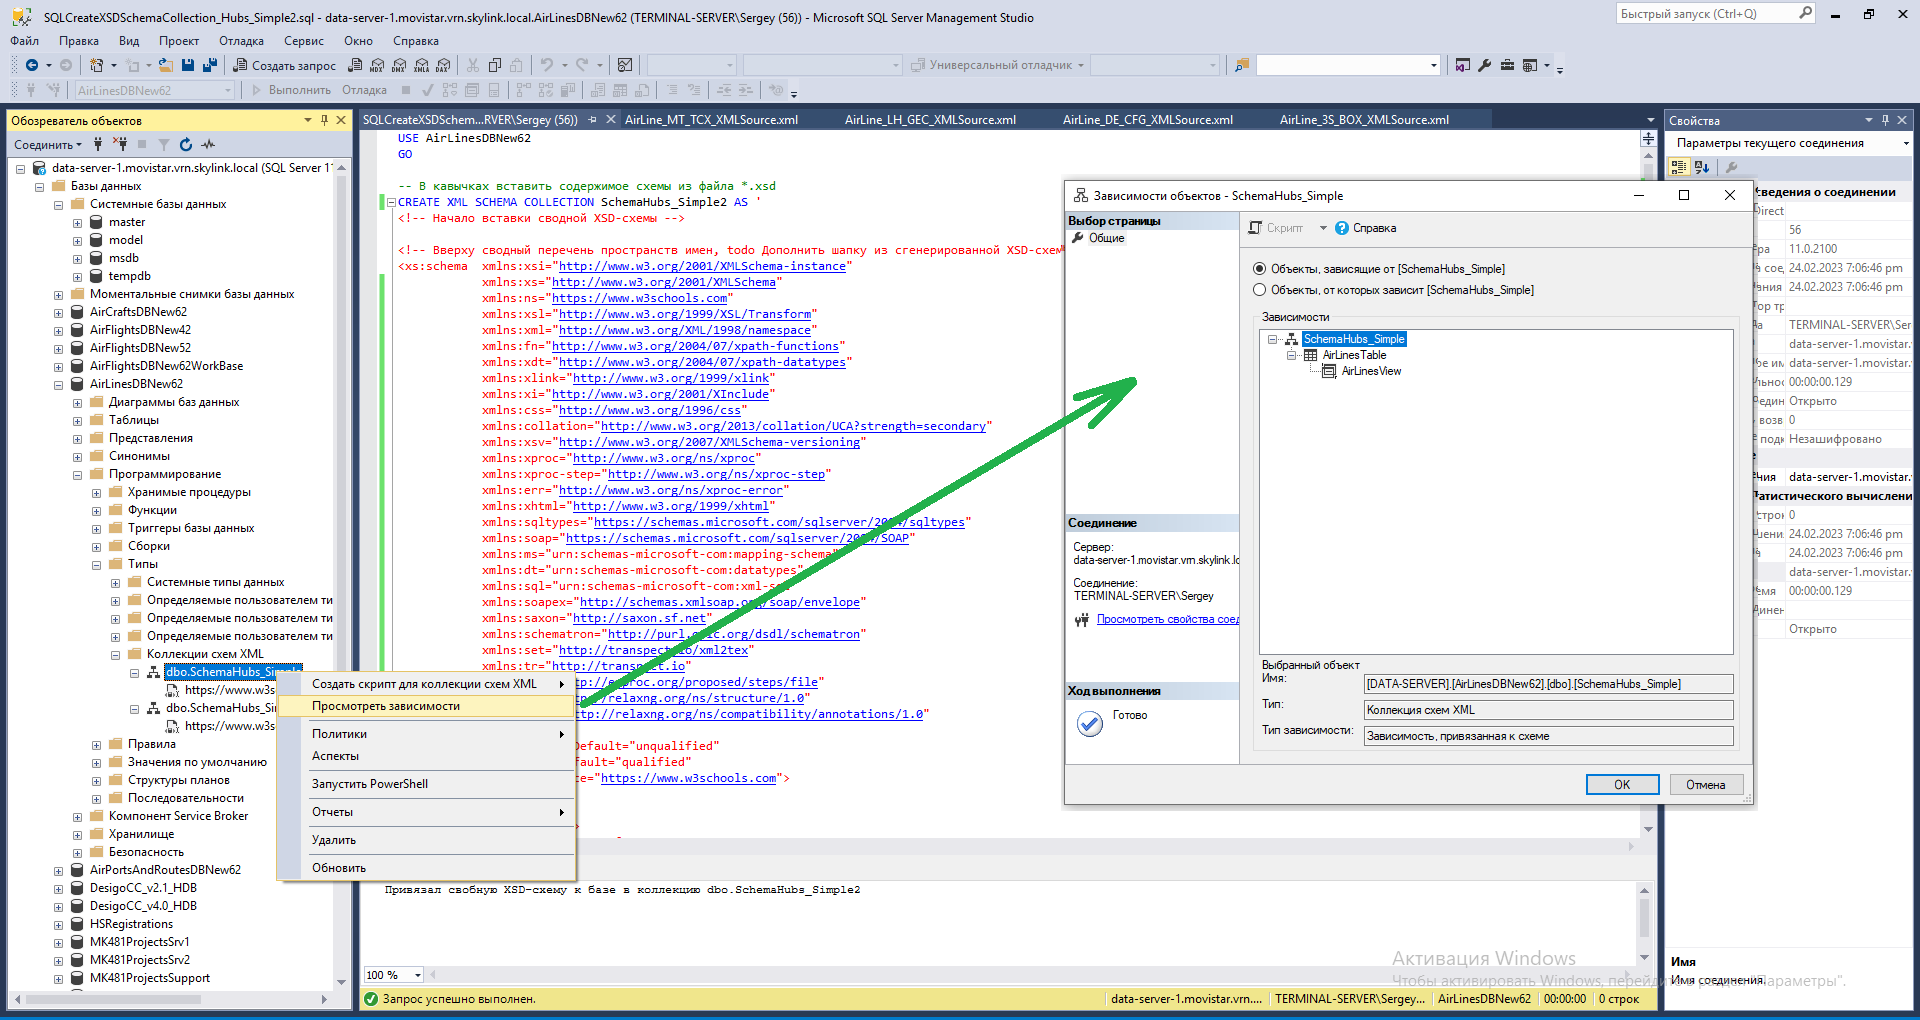 SQLCreateXSDSchemaCollection_Hubs_Simple2.sql - data-server-1.movistar.vrn.skylink.local.AirLinesDBNew62 (TERMINAL-SERVER\Sergey (56)) - Microsoft SQL Server Management Studio
Быстрый запуск (Ctrl+Q)
Файл Правка Вид Проект Отладка Сервис Окно Справка
Создать запрос
Универсальный отладчик
AirLinesDBNew62
Выполнить Отладка
Обозреватель объектов
Соединить
data-server-1.movistar.vrn.skylink.local (SQL Server 11
Базы данных
Системные базы данных
master
model
msdb
tempdb
Моментальные снимки базы данных
AirCraftsDBNew62
AirFlightsDBNew42
AirFlightsDBNew52
AirFlightsDBNew62WorkBase
AirLinesDBNew62
Диаграммы баз данных
Таблицы
Представления
Синонимы
Программирование
Хранимые процедуры
Функции
Триггеры базы данных
Сборки
Типы
Системные типы данных
Определяемые пользователем ти
Определяемые пользователем ти
Определяемые пользователем ти
Коллекции схем XML
dbo.SchemaHubs_Simple
https://www.w3s
dbo.SchemaHubs_Si
https://www.w3s
Правила
Значения по умолчанию
Структуры планов
Последовательности
Компонент Service Broker
Хранилище
Безопасность
AirPortsAndRoutesDBNew62
DesigoCC_v2.1_HDB
DesigoCC_v4.0_HDB
HSRegistrations
MK481ProjectsSrv1
MK481ProjectsSrv2
MK481ProjectsSupport
Создать скрипт для коллекции схем XML
Просмотреть зависимости
Политики
Аспекты
Запустить PowerShell
Отчеты
Удалить
Обновить
SQLCreateXSDSchem...RVER\Sergey (56)) AirLine_MT_TCX_XMLSource.xml AirLine_LH_GEC_XMLSource.xml AirLine_DE_CFG_XMLSource.xml AirLine_3S_BOX_XMLSource.xml
USE AirLinesDBNew62
GO
-- В кавычках вставить содержимое схемы из файла *.xsd
CREATE XML SCHEMA COLLECTION SchemaHubs_Simple2 AS '
<!-- Начало вставки сводной XSD-схемы -->
<!-- Вверху сводный перечень пространств имен, todo Дополнить шапку из сгенерированной XSD-схем
<xs:schema xmlns:xsi="http://www.w3.org/2001/XMLSchema-instance"
xmlns:xs="http://www.w3.org/2001/XMLSchema"
xmlns:ns="https://www.w3schools.com"
xmlns:xsl="http://www.w3.org/1999/XSL/Transform"
xmlns:xml="http://www.w3.org/XML/1998/namespace"
xmlns:fn="http://www.w3.org/2004/07/xpath-functions"
xmlns:xdt="http://www.w3.org/2004/07/xpath-datatypes"
xmlns:xlink="http://www.w3.org/1999/xlink"
xmlns:xi="http://www.w3.org/2001/XInclude"
xmlns:css="http://www.w3.org/1996/css"
xmlns:collation="http://www.w3.org/2013/collation/UCA?strength=secondary"
xmlns:xsv="http://www.w3.org/2007/XMLSchema-versioning"
xmlns:xproc="http://www.w3.org/ns/xproc"
xmlns:xproc-step="http://www.w3.org/ns/xproc-step"
xmlns:err="http://www.w3.org/ns/xproc-error"
xmlns:xhtml="http://www.w3.org/1999/xhtml"
xmlns:sqltypes="https://schemas.microsoft.com/sqlserver/2004/sqltypes"
xmlns:soap="https://schemas.microsoft.com/sqlserver/2004/SOAP"
xmlns:ms="urn:schemas-microsoft-com:mapping-schema"
xmlns:dt="urn:schemas-microsoft-com:datatypes"
xmlns:sql="urn:schemas-microsoft-com:xml-s
xmlns:soapex="http://schemas.xmlsoap.org/soap/envelope"
xmlns:saxon="http://saxon.sf.net"
xmlns:schematron="http://purl. ic.org/dsdl/schematron"
xmlns:set="http://transpect.io/xml2tex"
xmlns:tr="http://transpect.io"
roc.org/proposed/steps/file"
relaxng.org/ns/structure/1.0"
ttp://relaxng.org/ns/compatibility/annotations/1.0"
Default="unqualified"
fault="qualified"
ce="https://www.w3schools.com">
>
Привязал свобную XSD-схему к базе в коллекцию dbo.SchemaHubs_Simple2
100 %
Запрос успешно выполнен.
data-server-1.movistar.vrn.... TERMINAL-SERVER\Sergey... AirLinesDBNew62 00:00:00 0 строк
Зависимости объектов - SchemaHubs_Simple
Выбор страницы
Общие
Скрипт Справка
Объекты, зависящие от [SchemaHubs_Simple]
Объекты, от которых зависит [SchemaHubs_Simple]
Зависимости
SchemaHubs_Simple
AirLinesTable
AirLinesView
Соединение
Сервер:
data-server-1.movistar.vrn.skylink.lo
Соединение:
TERMINAL-SERVER\Sergey
Просмотреть свойства соед
Ход выполнения
Готово
Выбранный объект
Имя: [DATA-SERVER].[AirLinesDBNew62].[dbo].[SchemaHubs_Simple]
Тип: Коллекция схем XML
Тип зависимости: Зависимость, привязанная к схеме
OK Отмена
Свойства
Параметры текущего соединения
ведения о соединении
Direct
56
ра 11.0.2100
соед 24.02.2023 7:06:46 pm
ания 24.02.2023 7:06:46 pm
ор тр
а TERMINAL-SERVER\Ser
data-server-1.movistar.
ое им data-server-1.movistar.
льнос 00:00:00.129
един Открыто
возв 0
подк Незашифровано
е
ния data-server-1.movistar.
атистического вычислени
трок 0
шени 24.02.2023 7:06:46 pm
24.02.2023 7:06:46 pm
data-server-1.movistar.
емя 00:00:00.129
динен
Открыто
Имя
Имя соединения.
Активация Windows
Чтобы активировать Windows, перейдите в раздел "Параметры".